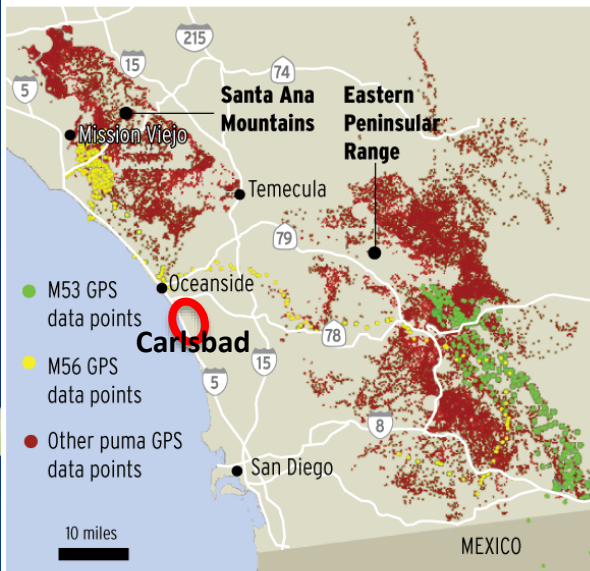 215
15
74
5
Santa Ana
Mountains
Eastern
Peninsular
Range
Mission Viejo
Temecula
79
Oceanside
M53 GPS
data points
Carlsbad
78
M56 GPS
data points
15
5
8
Other puma GPS
data points
San Diego
10 miles
MEXICO